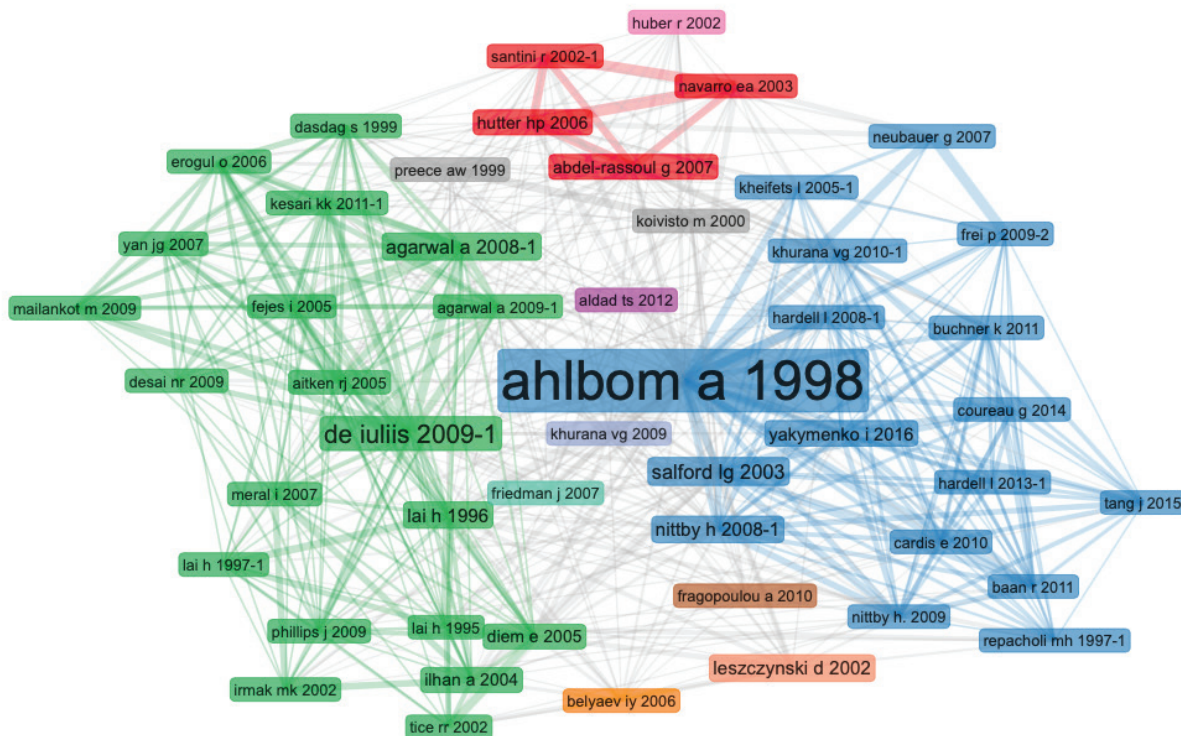 huber r 2002
santini r 2002-1
navarro ea 2003
hutter hp 2006
dasdag s 1999
neubauer g 2007
erogul o 2006
preece aw 1999
abdel-rassoul g 2007
kheifets l 2005-1
kesari kk 2011-1
koivisto m 2000
frei p 2009-2
yan jg 2007
agarwal a 2008-1
khurana vg 2010-1
mailankot m 2009
fejes i 2005
agarwal a 2009-1
aldad ts 2012
hardell l 2008-1
buchner k 2011
desai nr 2009
aitken rj 2005
ahlbom a 1998
coureau g 2014
de iuliis 2009-1
khurana vg 2009
yakymenko i 2016
salford lg 2003
meral i 2007
friedman j 2007
hardell l 2013-1
tang j 2015
lai h 1996
nittby h 2008-1
cardis e 2010
lai h 1997-1
baan r 2011
fragopoulou a 2010
nittby h. 2009
phillips j 2009
lai h 1995
diem e 2005
repacholi mh 1997-1
leszczynski d 2002
irmak mk 2002
ilhan a 2004
belyaev iy 2006
tice rr 2002